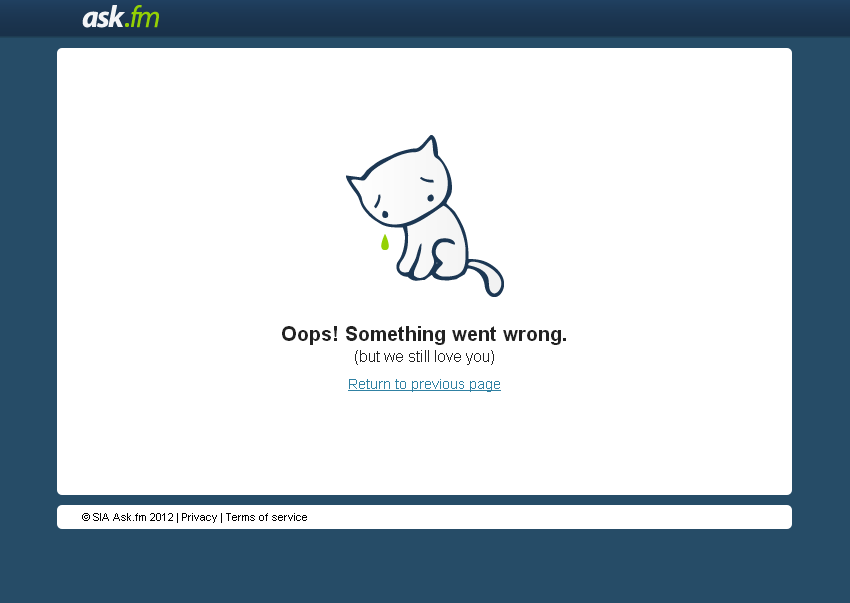 ask.fm
Oops! Something went wrong.
(but we still love you)
Return to previous page
© SIA Ask.fm 2012 | Privacy | Terms of service